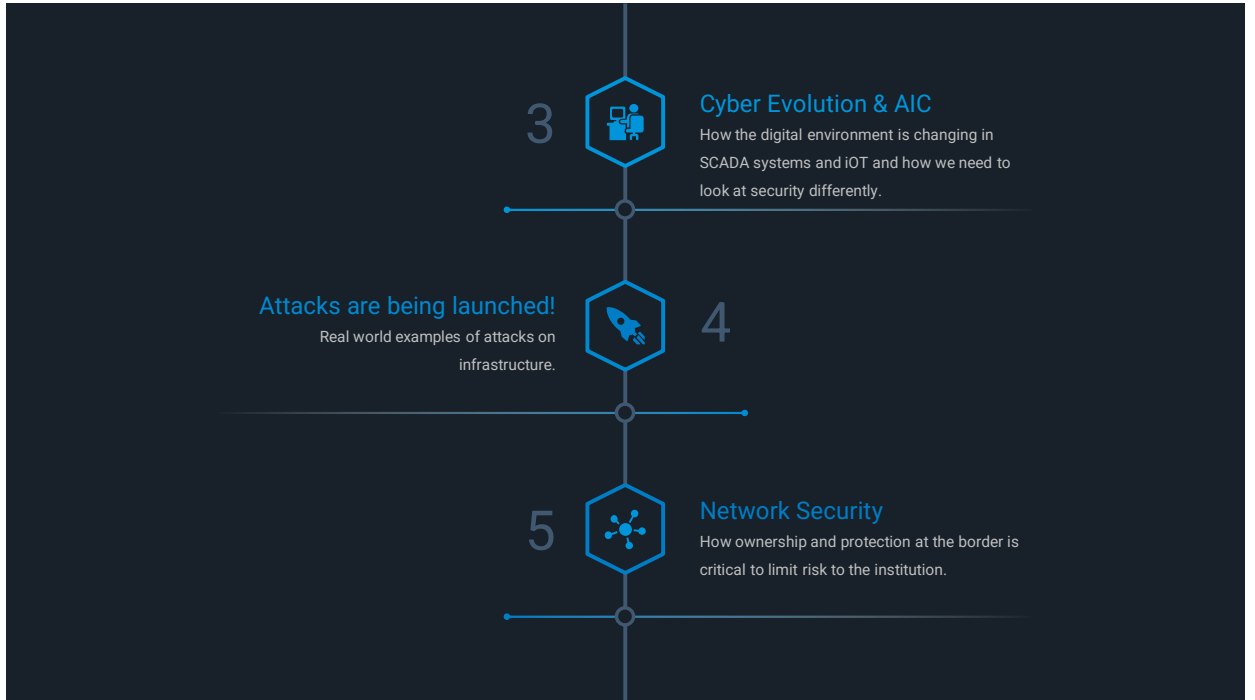 3
Cyber Evolution & AIC
How the digital environment is changing in
SCADA systems and iOT and how we need to
look at security differently.
Attacks are being launched!
Real world examples of attacks on
infrastructure.
4
5
Network Security
How ownership and protection at the border is
critical to limit risk to the institution.